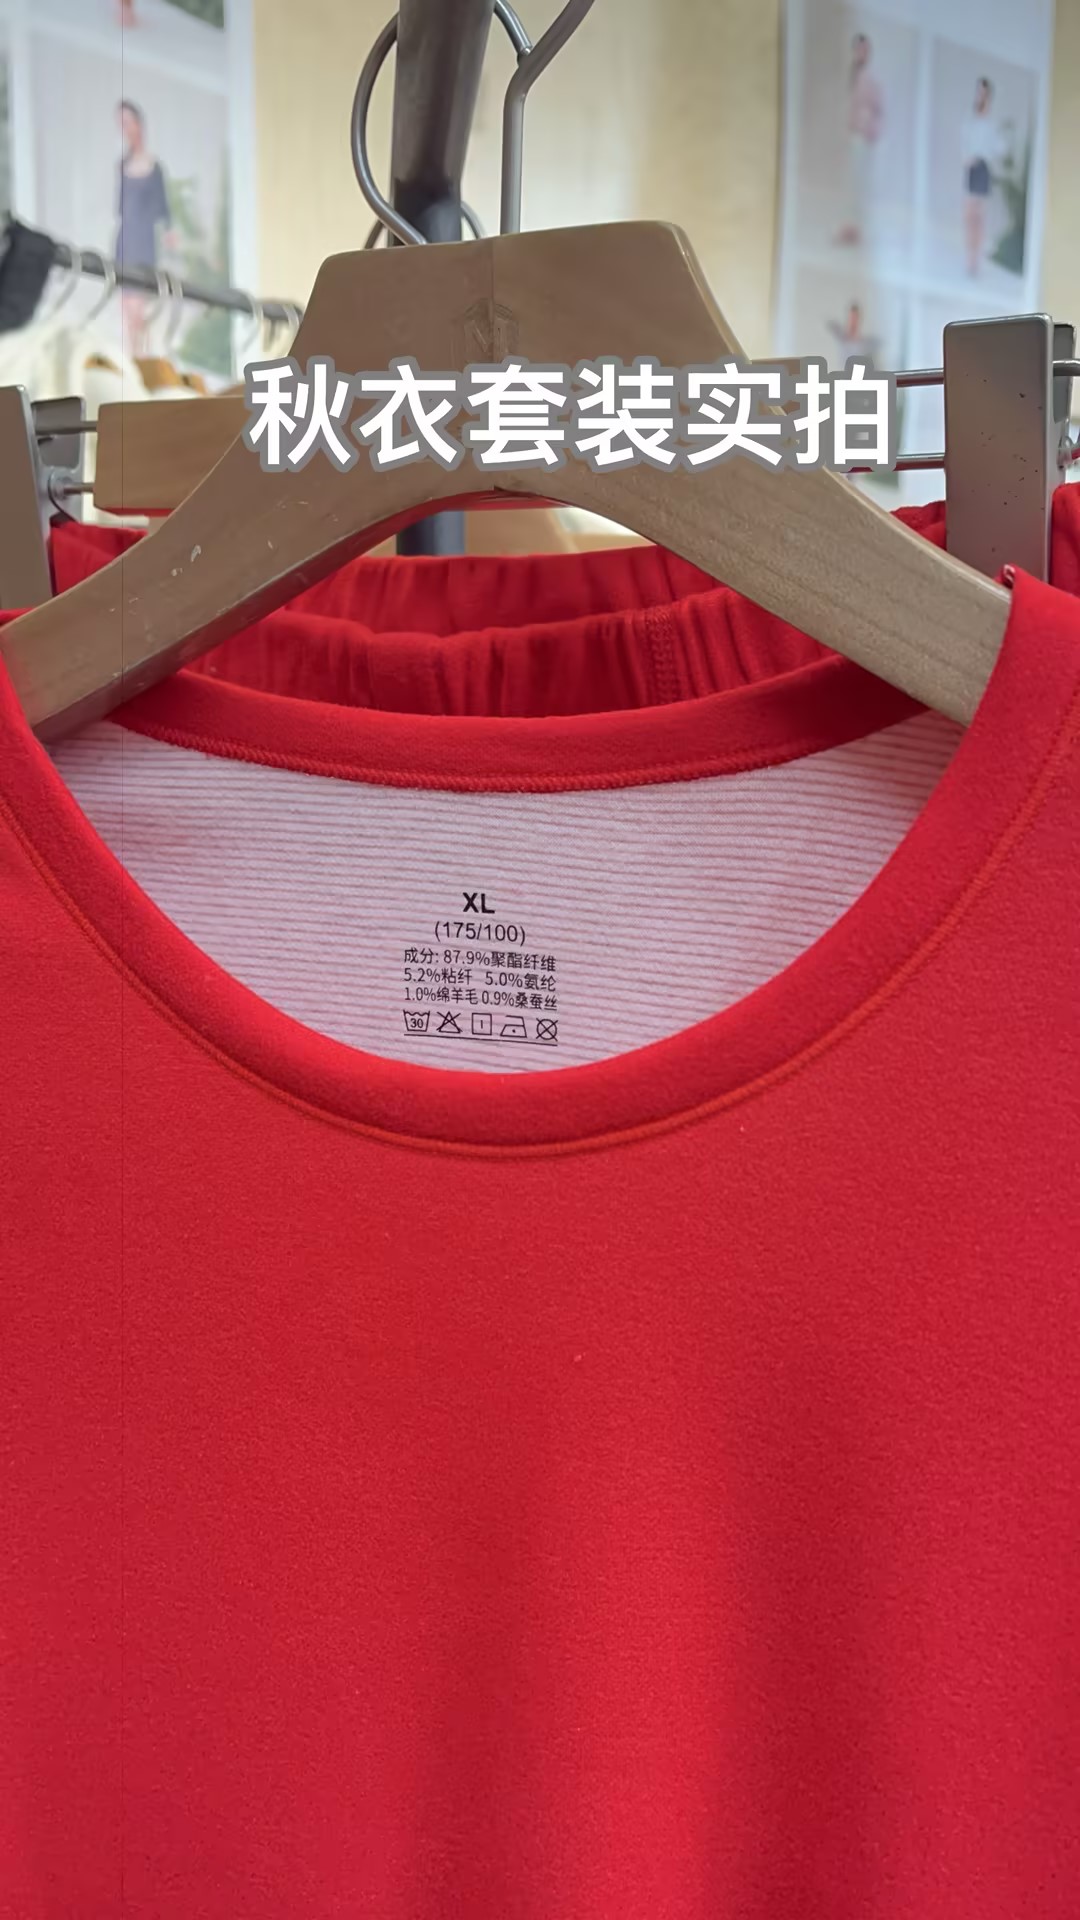 秋衣套装实拍
XL
(175/100)
成分: 87.9%聚酯纤维
5.2%粘纤 5.0%氨纶
1.0%绵羊毛 0.9%桑蚕丝
30